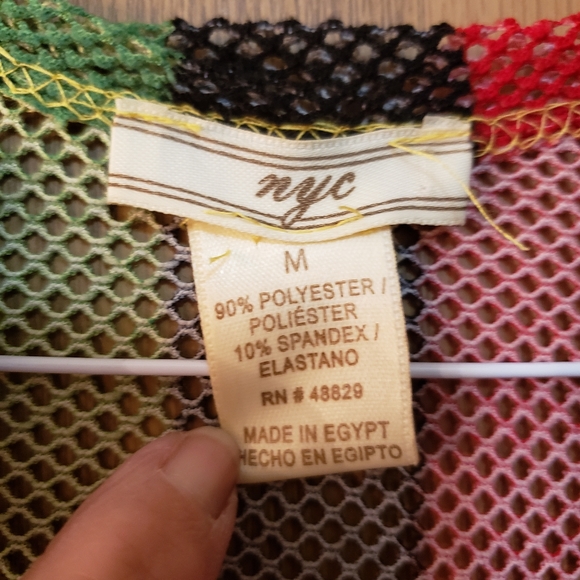 nyc
M
90% POLYESTER /
POLIÉSTER
10% SPANDEX /
ELASTANO
RN # 48829
MADE IN EGYPT
HECHO EN EGIPTO